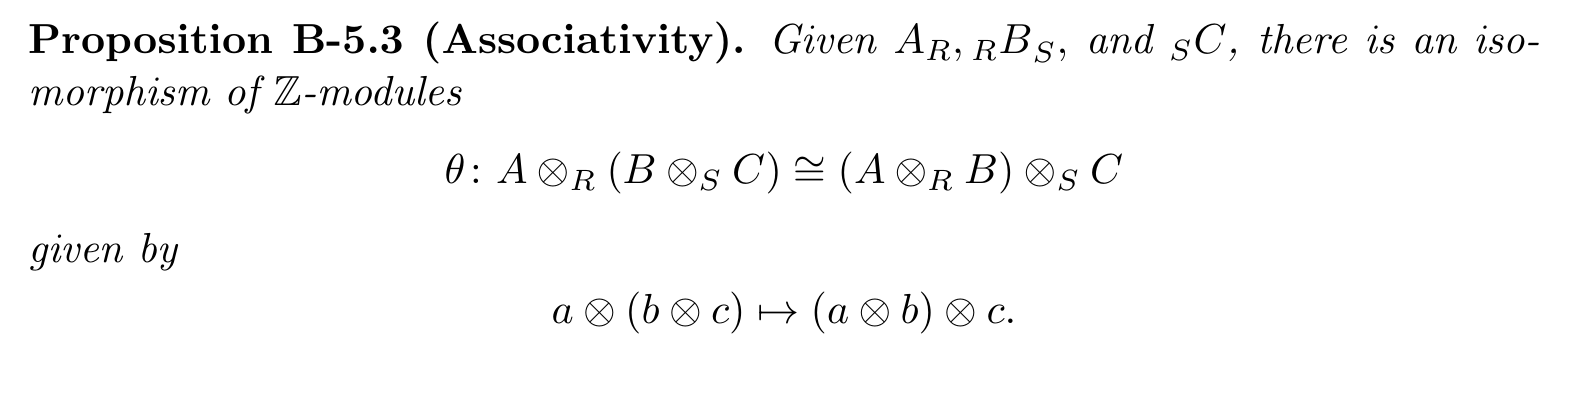 Proposition B-5.3 (Associativity). Given A_R, _RB_S, and _SC, there is an iso-
morphism of ℤ-modules
θ: A ⊗_R (B ⊗_S C) ≅ (A ⊗_R B) ⊗_S C
given by
a ⊗ (b ⊗ c) ↦ (a ⊗ b) ⊗ c.